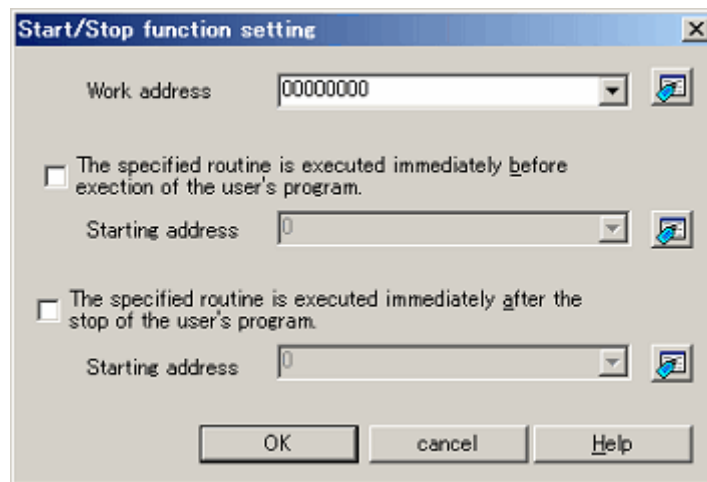 Start/Stop function setting
Work address 00000000
The specified routine is executed immediately before
exection of the user's program.
Starting address 0
The specified routine is executed immediately after the
stop of the user's program.
Starting address 0
OK cancel Help